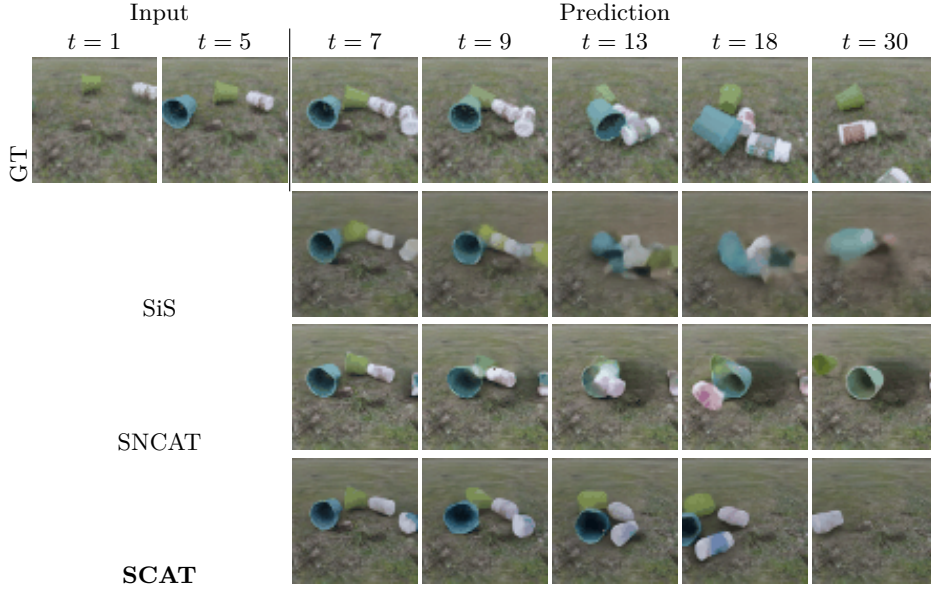 Input Prediction
t = 1 t = 5 t = 7 t = 9 t = 13 t = 18 t = 30
GT
SiS
SNCAT
SCAT